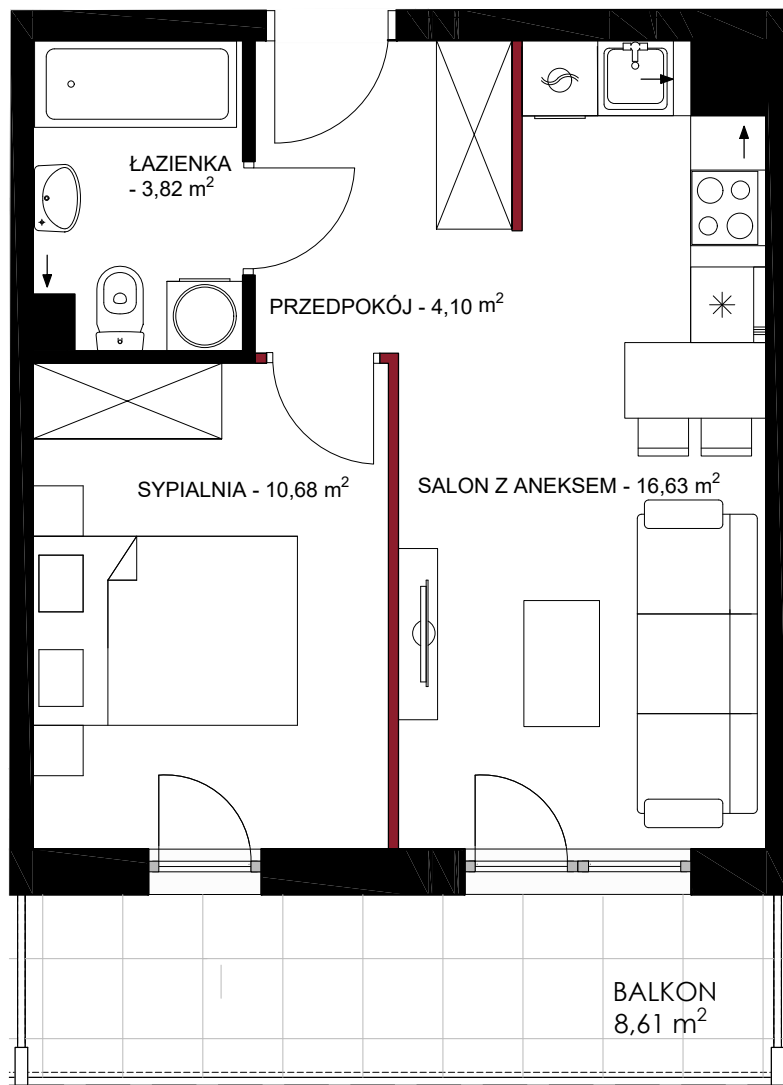 ŁAZIENKA
- 3,82 m²
PRZEDPOKÓJ - 4,10 m²
SYPIALNIA - 10,68 m²
SALON Z ANEKSEM - 16,63 m²
BALKON
8,61 m²